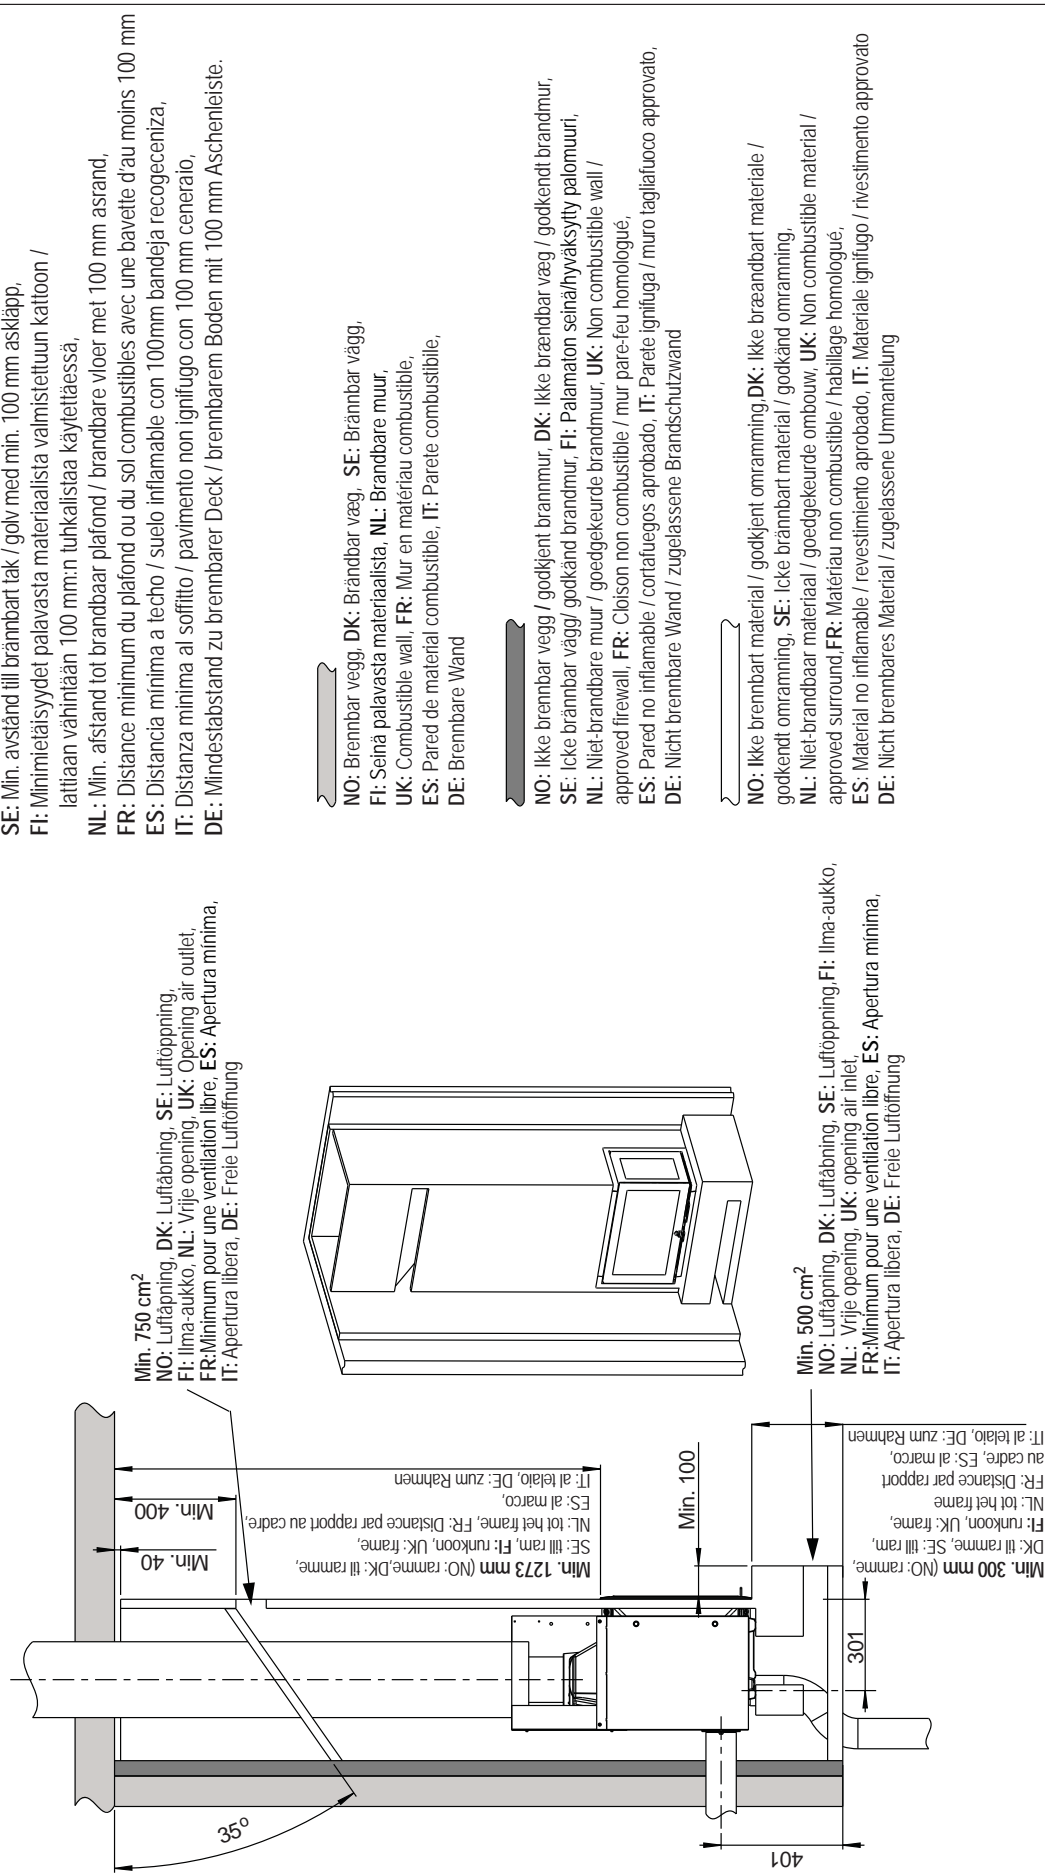 SE: Min. avstånd till brännbart tak / golv med min. 100 mm askläpp,
FI: Minimietäisyydet palavasta materiaalista valmistettuun kattoon /
lattiaan vähintään 100 mm:n tuhkalistaa käytettäessä,
NL: Min. afstand tot brandbaar plafond / brandbare vloer met 100 mm asrand,
FR: Distance minimum du plafond ou du sol combustibles avec une bavette d'au moins 100 mm
ES: Distancia mínima a techo / suelo inflamable con 100mm bandeja recogeceniza,
IT: Distanza minima al soffitto / pavimento non ignifugo con 100 mm ceneraio,
DE: Mindestabstand zu brennbarer Deck / brennbarem Boden mit 100 mm Aschenleiste.
NO: Brennbar vegg, DK: Brändbar væg, SE: Brännbar vägg,
FI: Seinä palavasta materiaalista, NL: Brandbare mur,
UK: Combustible wall, FR: Mur en matériau combustible,
ES: Pared de material combustible, IT: Parete combustibile,
DE: Brennbare Wand
NO: Ikke brennbar vegg / godkjent brannmur, DK: Ikke brændbar væg / godkendt brandmur,
SE: Icke brännbar vägg/ godkänd brandmur, FI: Palamaton seinä/hyväksytty palomuuri,
NL: Niet-brandbare muur / goedgekeurde brandmuur, UK: Non combustible wall /
approved firewall, FR: Cloison non combustible / mur pare-feu homologué,
ES: Pared no inflamable / cortafuegos aprobado, IT: Parete ignifuga / muro tagliafuoco approvato,
DE: Nicht brennbare Wand / zugelassene Brandschutzwand
NO: Ikke brennbart material / godkjent omramming,DK: Ikke bræandbart materiale /
godkendt omramning, SE: Icke brännbart material / godkänd omramning,
NL: Niet-brandbaar material / goedgekeurde ombouw, UK: Non combustible material /
approved surround,FR: Matériau non combustible / habillage homologué,
ES: Material no inflamable / revestimiento aprobado, IT: Materiale ignifugo / rivestimento approvato
DE: Nicht brennbares Material / zugelassene Ummantelung
Min. 750 cm²
NO: Luftåpning, DK: Luftåbning, SE: Luftöppning,
FI: Ilma-aukko, NL: Vrije opening, UK: Opening air outlet,
FR:Minimum pour une ventilation libre, ES: Apertura mínima,
IT: Apertura libera, DE: Freie Luftöffnung
Min. 500 cm²
NO: Luftåpning, DK: Luftåbning, SE: Luftöppning,FI: Ilma-aukko,
NL: Vrije opening, UK: opening air inlet,
FR:Minimum pour une ventilation libre, ES: Apertura mínima,
IT: Apertura libera, DE: Freie Luftöffnung
Min. 40
Min. 400
Min. 1273 mm (NO: ramme,DK: til ramme,
SE: till ram, FI: runkoon, UK: frame,
NL: tot het frame, FR: Distance par rapport au cadre,
ES: al marco,
IT: al telaio, DE: zum Rahmen
Min. 100
Min. 300 mm (NO: ramme,
DK: til ramme, SE: till ram,
FI: runkoon, UK: frame,
NL: tot het frame
FR: Distance par rapport
au cadre, ES: al marco,
IT: al telaio, DE: zum Rahmen
301
35º
401